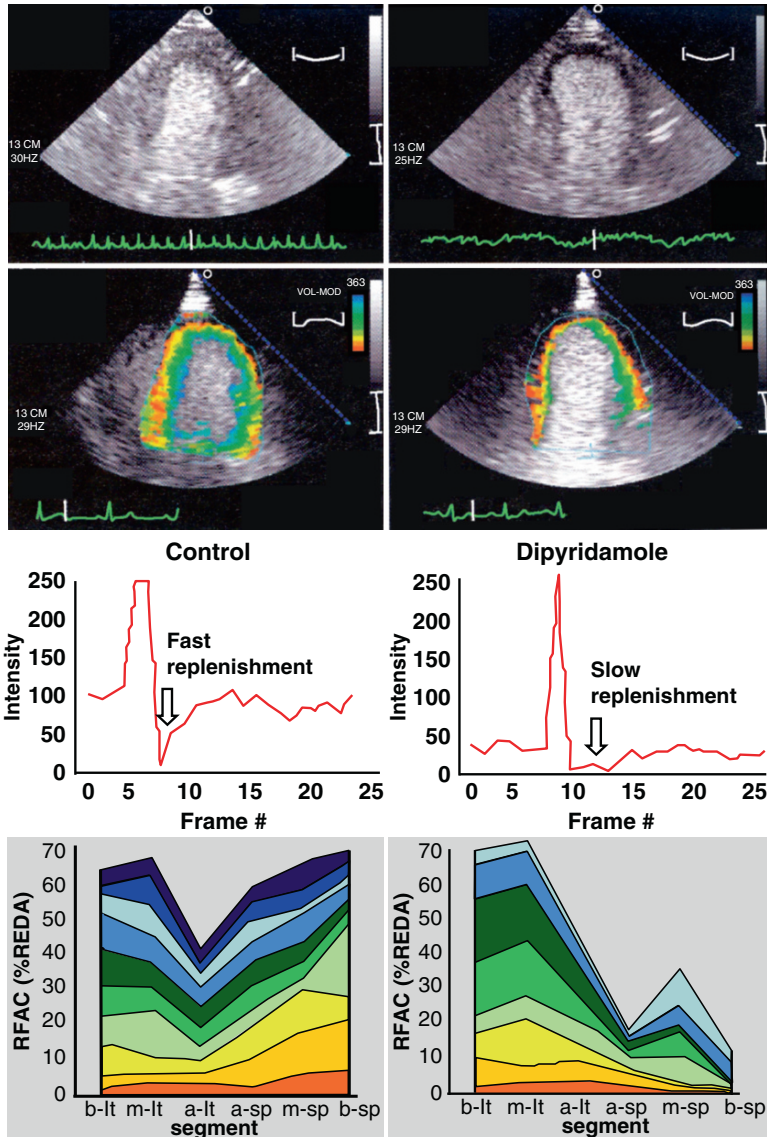 13 CM
30HZ
13 CM
25HZ
363
VOL-MOD
13 CM
29HZ
363
VOL-MOD
13 CM
29HZ
Control
Intensity
250
200
150
100
50
0
Fast
replenishment
0 5 10 15 20 25
Frame #
Dipyridamole
Intensity
250
200
150
100
50
0
Slow
replenishment
0 5 10 15 20 25
Frame #
RFAC (%REDA)
70
60
50
40
30
20
10
0
b-lt m-lt a-lt a-sp m-sp b-sp
segment
RFAC (%REDA)
70
60
50
40
30
20
10
0
b-lt m-lt a-lt a-sp m-sp b-sp
segment